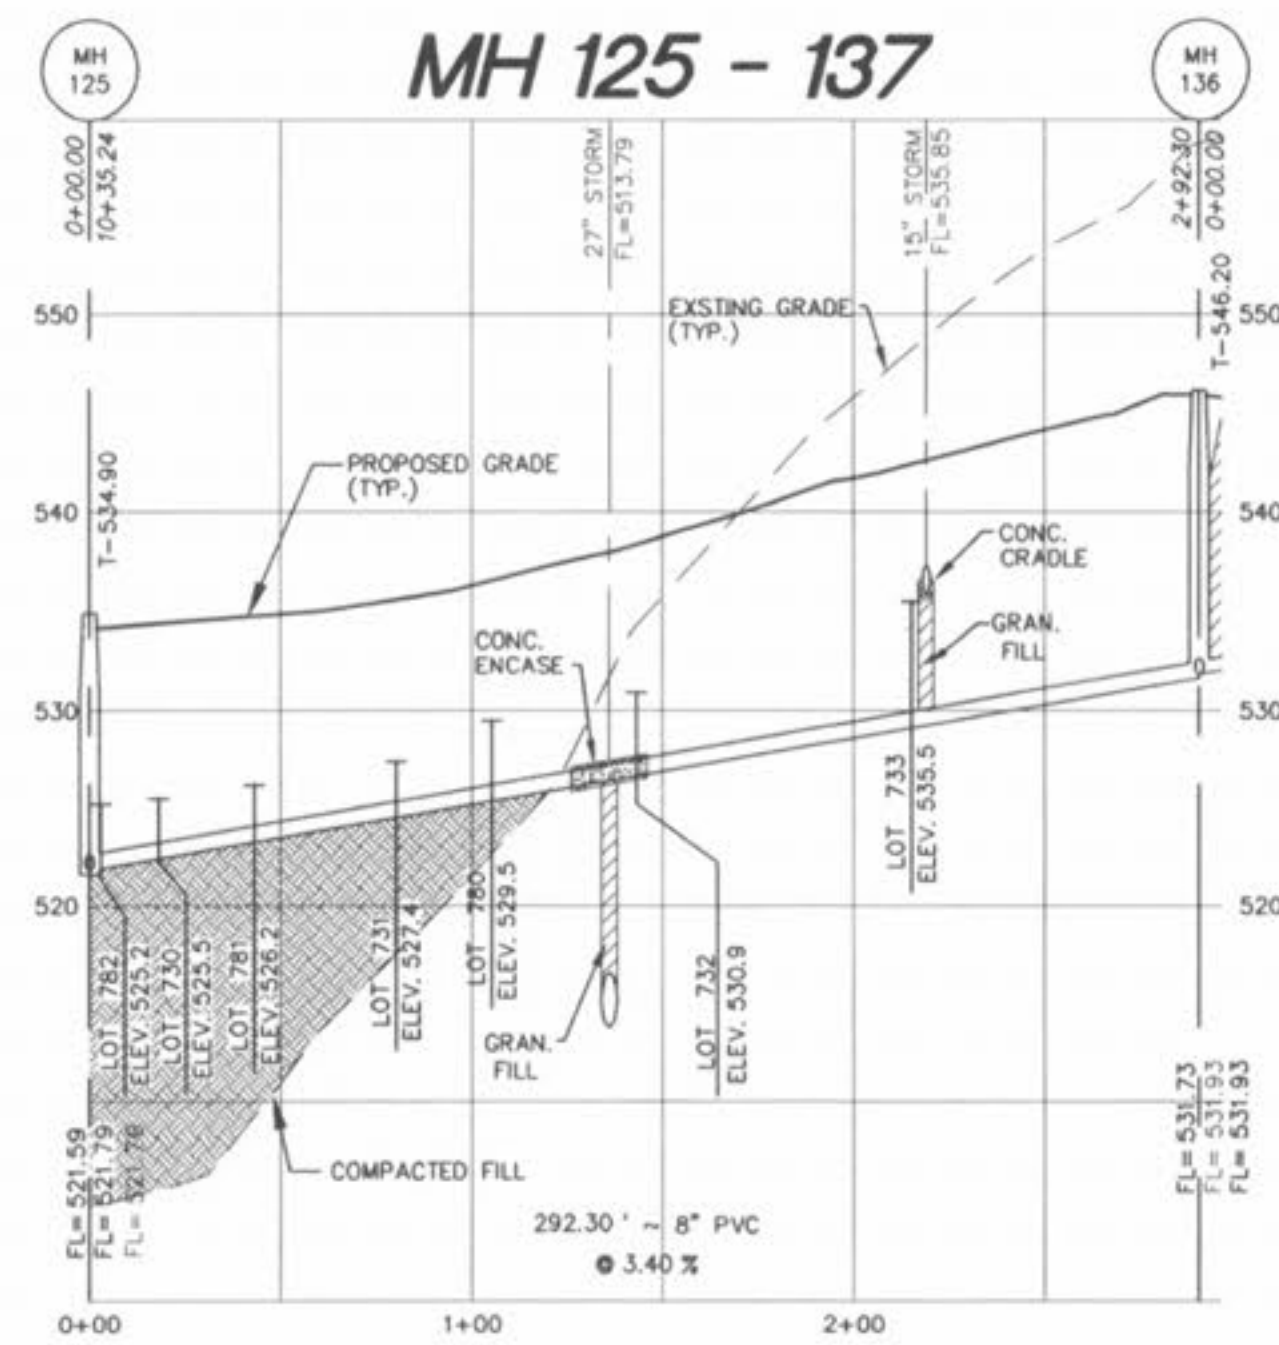 MH
125
MH 125 - 137
MH
136
0+00.00
10+35.24
27" STORM
FL=513.79
15" STORM
FL=535.85
2+92.30
0+00.00
T-546.20
550
EXSTING GRADE
(TYP.)
550
T-534.90
PROPOSED GRADE
(TYP.)
540
540
CONC.
CRADLE
CONC.
ENCASE
GRAN.
FILL
530
530
LOT 733
ELEV. 535.5
520
520
LOT 782
ELEV. 525.2
LOT 730
ELEV. 525.5
LOT 781
ELEV. 526.2
LOT 731
ELEV. 527.4
LOT 780
ELEV. 529.5
LOT 732
ELEV. 530.9
GRAN.
FILL
COMPACTED FILL
FL=521.59
FL=521.79
FL=531.73
FL=531.93
FL=531.93
292.30' ~ 8" PVC
@ 3.40 %
0+00
1+00
2+00